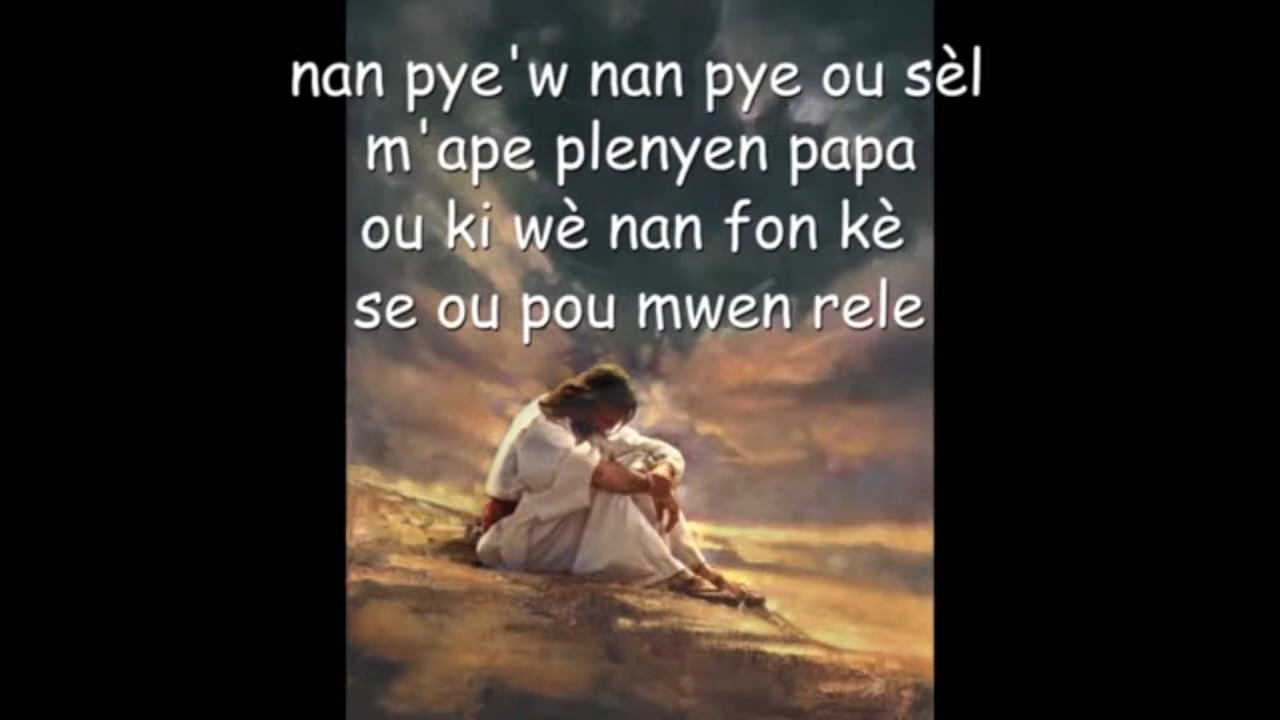 nan pye'w nan pye ou sèl
m'ape plenyen papa
ou ki wè nan fon kè
se ou pou mwen rele